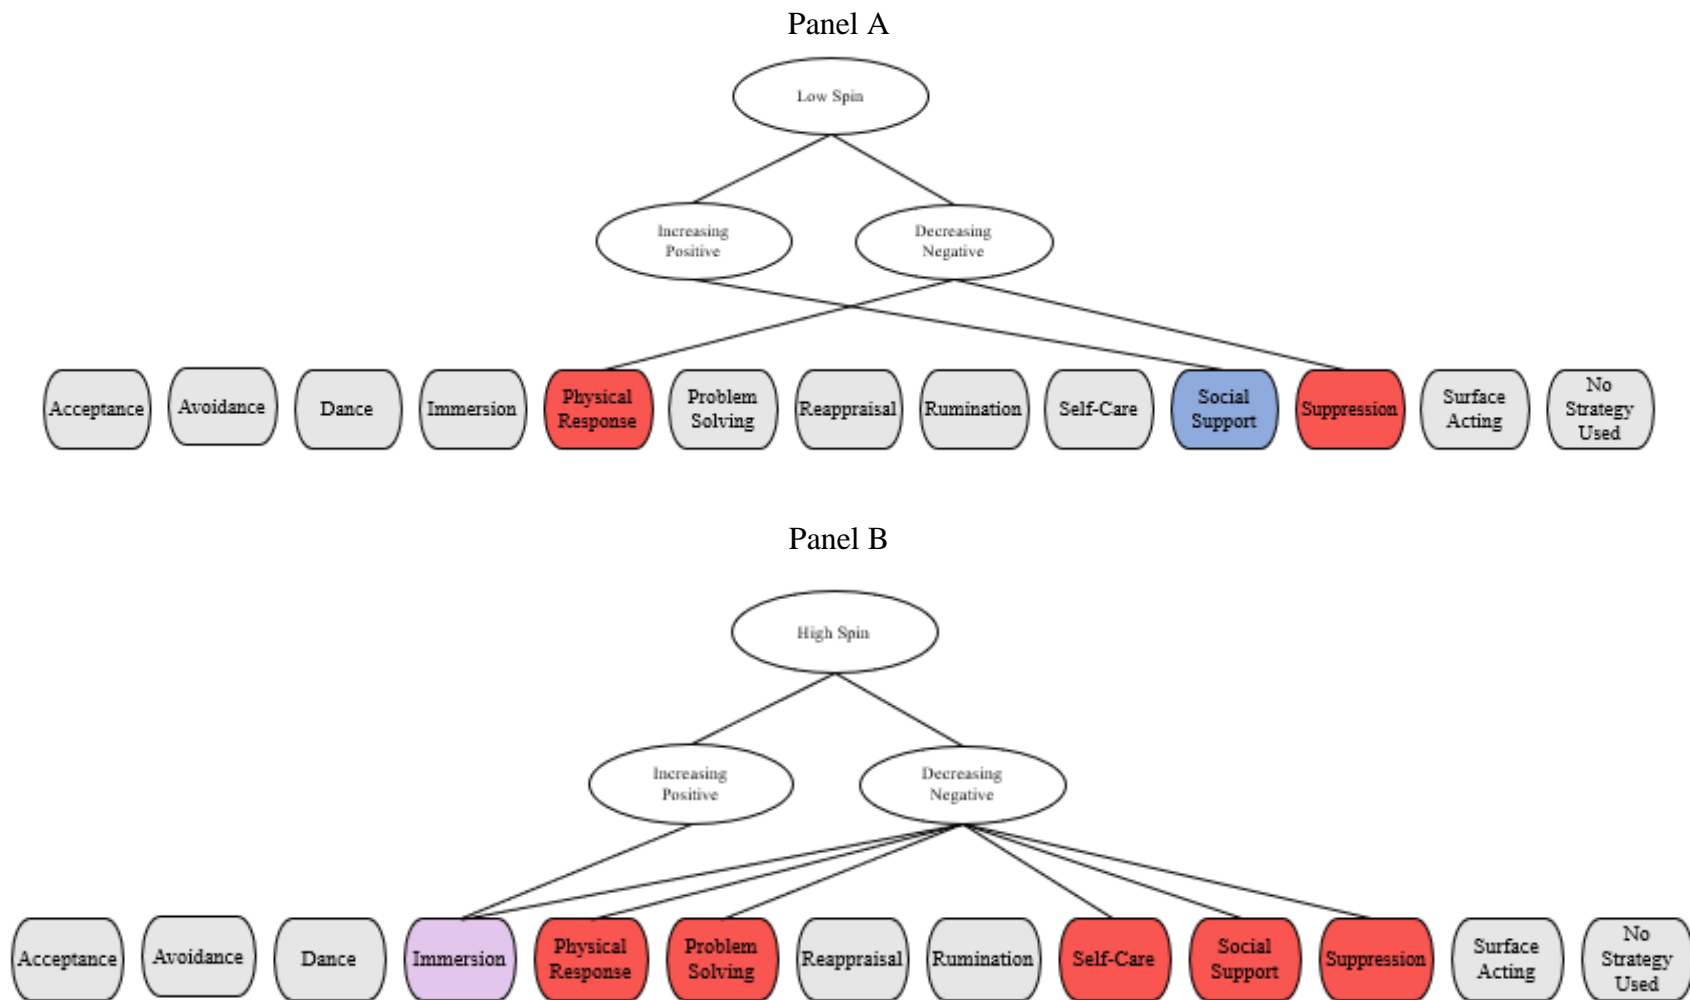 Panel A
Low Spin
Increasing
Positive
Decreasing
Negative
Acceptance
Avoidance
Dance
Immersion
Physical
Response
Problem
Solving
Reappraisal
Rumination
Self-Care
Social
Support
Suppression
Surface
Acting
No
Strategy
Used
Panel B
High Spin
Increasing
Positive
Decreasing
Negative
Acceptance
Avoidance
Dance
Immersion
Physical
Response
Problem
Solving
Reappraisal
Rumination
Self-Care
Social
Support
Suppression
Surface
Acting
No
Strategy
Used